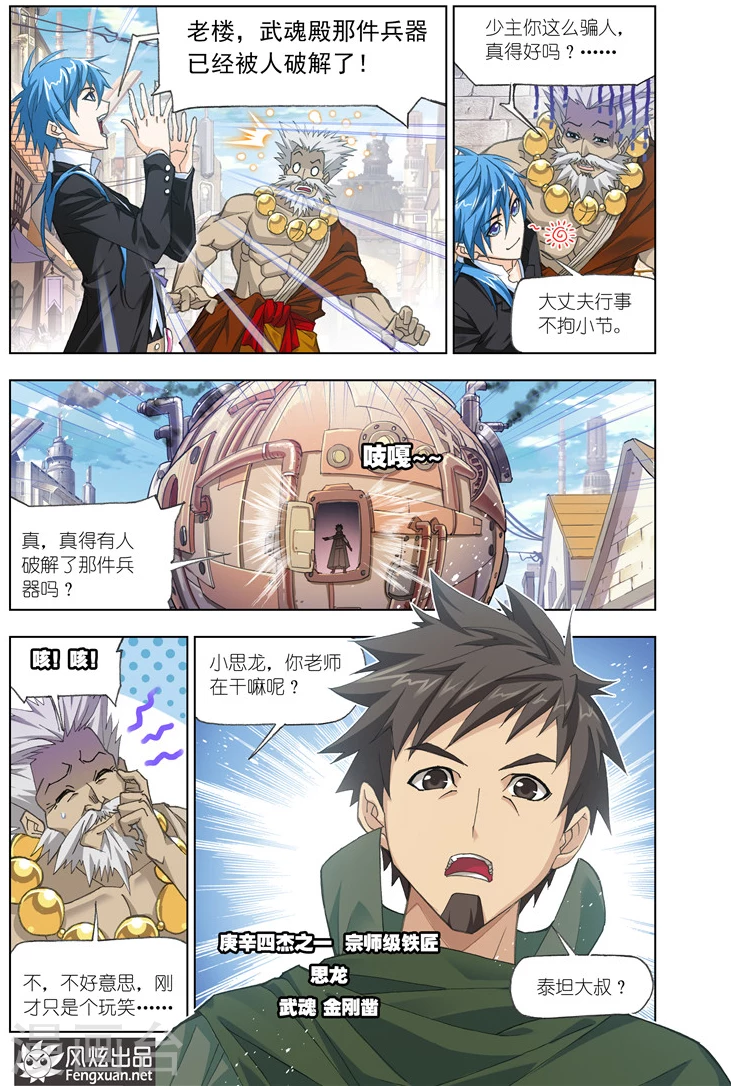 老楼，武魂殿那件兵器
已经被人破解了！
少主你这么骗人，
真得好吗？……
大丈夫行事
不拘小节。
吱嘎~~
真，真得有人
破解了那件兵
器吗？
咳！咳！
小思龙，你老师
在干嘛呢？
不，不好意思，刚
才只是个玩笑……
庚辛四杰之一 宗师级铁匠
思龙
武魂 金刚凿
泰坦大叔？
漫画台
风炫出品
Fengxuan.net